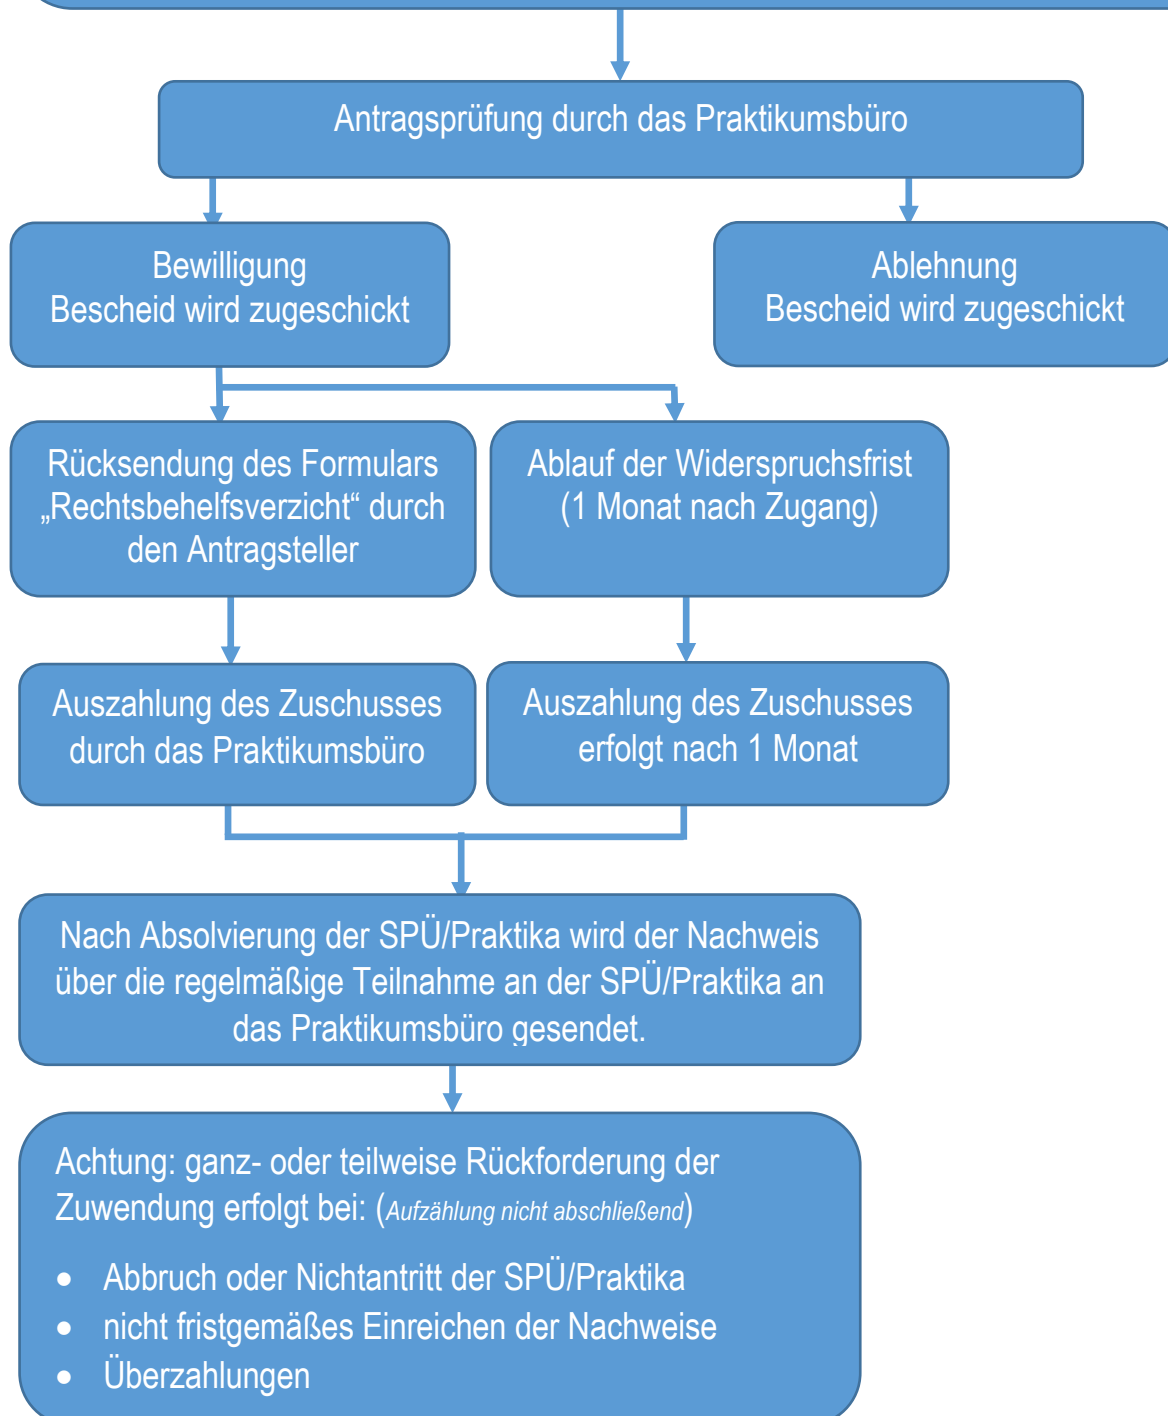 Antragsprüfung durch das Praktikumsbüro
Bewilligung
Bescheid wird zugeschickt
Ablehnung
Bescheid wird zugeschickt
Rücksendung des Formulars
„Rechtsbehelfsverzicht“ durch
den Antragsteller
Ablauf der Widerspruchsfrist
(1 Monat nach Zugang)
Auszahlung des Zuschusses
durch das Praktikumsbüro
Auszahlung des Zuschusses
erfolgt nach 1 Monat
Nach Absolvierung der SPÜ/Praktika wird der Nachweis
über die regelmäßige Teilnahme an der SPÜ/Praktika an
das Praktikumsbüro gesendet.
Achtung: ganz- oder teilweise Rückforderung der
Zuwendung erfolgt bei: (Aufzählung nicht abschließend)
• Abbruch oder Nichtantritt der SPÜ/Praktika
• nicht fristgemäßes Einreichen der Nachweise
• Überzahlungen